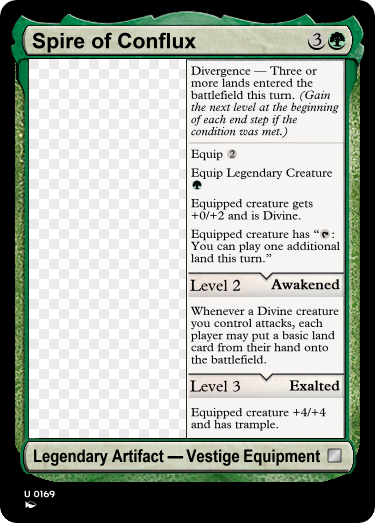 Spire of Conflux 3
Divergence — Three or
more lands entered the
battlefield this turn. (Gain
the next level at the beginning
of each end step if the
condition was met.)
Equip 2
Equip Legendary Creature
Equipped creature gets
+0/+2 and is Divine.
Equipped creature has “:
You can play one additional
land this turn.”
Level 2 Awakened
Whenever a Divine creature
you control attacks, each
player may put a basic land
card from their hand onto
the battlefield.
Level 3 Exalted
Equipped creature +4/+4
and has trample.
Legendary Artifact — Vestige Equipment
U 0169